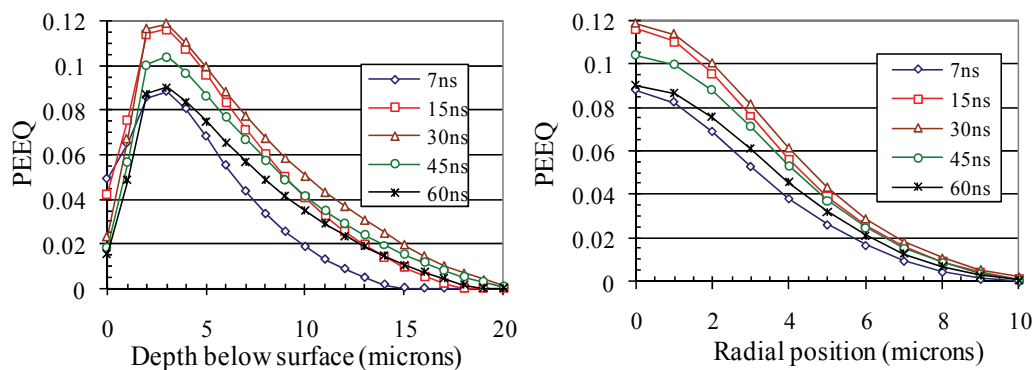 PEEQ
0.12
0.1
0.08
0.06
0.04
0.02
0
0 5 10 15 20
Depth below surface (microns)
7ns
15ns
30ns
45ns
60ns
PEEQ
0.12
0.1
0.08
0.06
0.04
0.02
0
0 2 4 6 8 10
Radial position (microns)
7ns
15ns
30ns
45ns
60ns